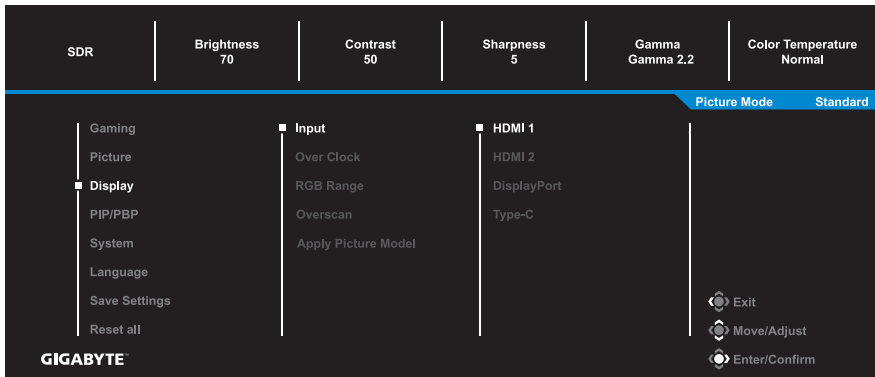 SDR
Brightness
70
Contrast
50
Sharpness
5
Gamma
Gamma 2.2
Color Temperature
Normal
Picture Mode Standard
Gaming
Picture
Display
PIP/PBP
System
Language
Save Settings
Reset all
Input
Over Clock
RGB Range
Overscan
Apply Picture Model
HDMI 1
HDMI 2
DisplayPort
Type-C
Exit
Move/Adjust
Enter/Confirm
GIGABYTE™